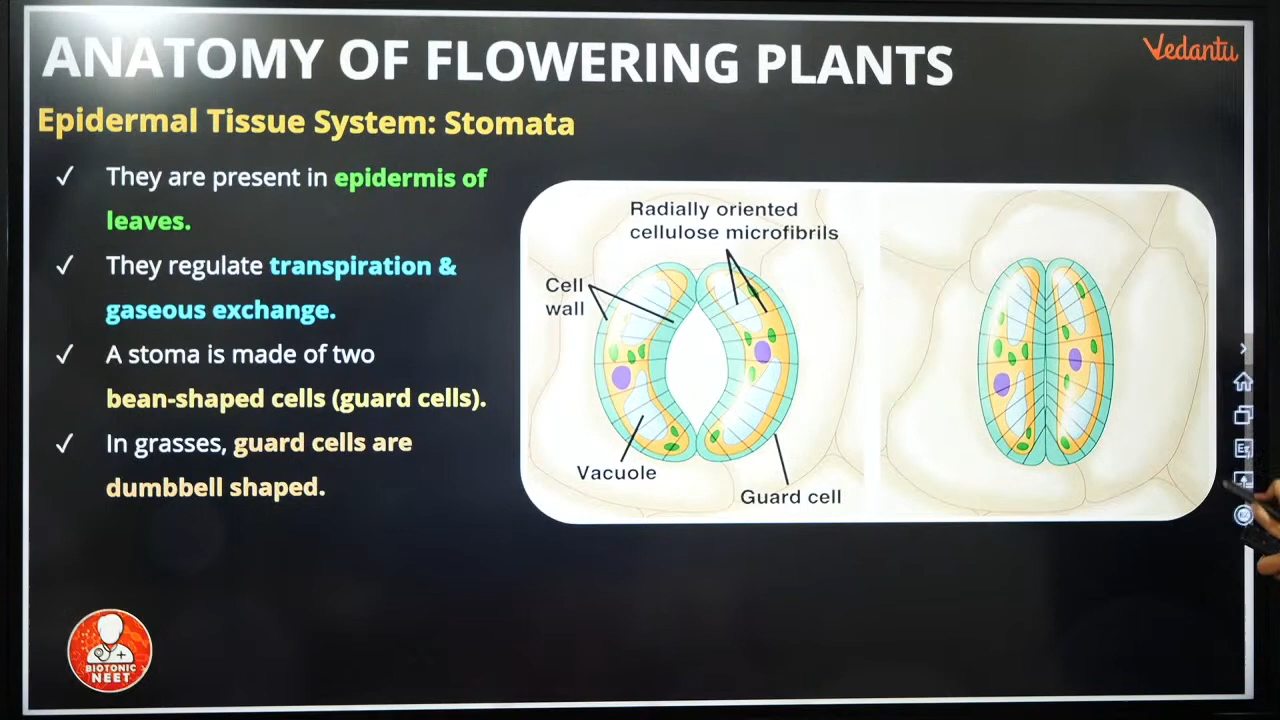 ANATOMY OF FLOWERING PLANTS
Vedantu
Epidermal Tissue System: Stomata
✓ They are present in epidermis of
leaves.
✓ They regulate transpiration &
gaseous exchange.
✓ A stoma is made of two
bean-shaped cells (guard cells).
✓ In grasses, guard cells are
dumbbell shaped.
Radially oriented
cellulose microfibrils
Cell
wall
Vacuole
Guard cell
BIOTONIC
NEET